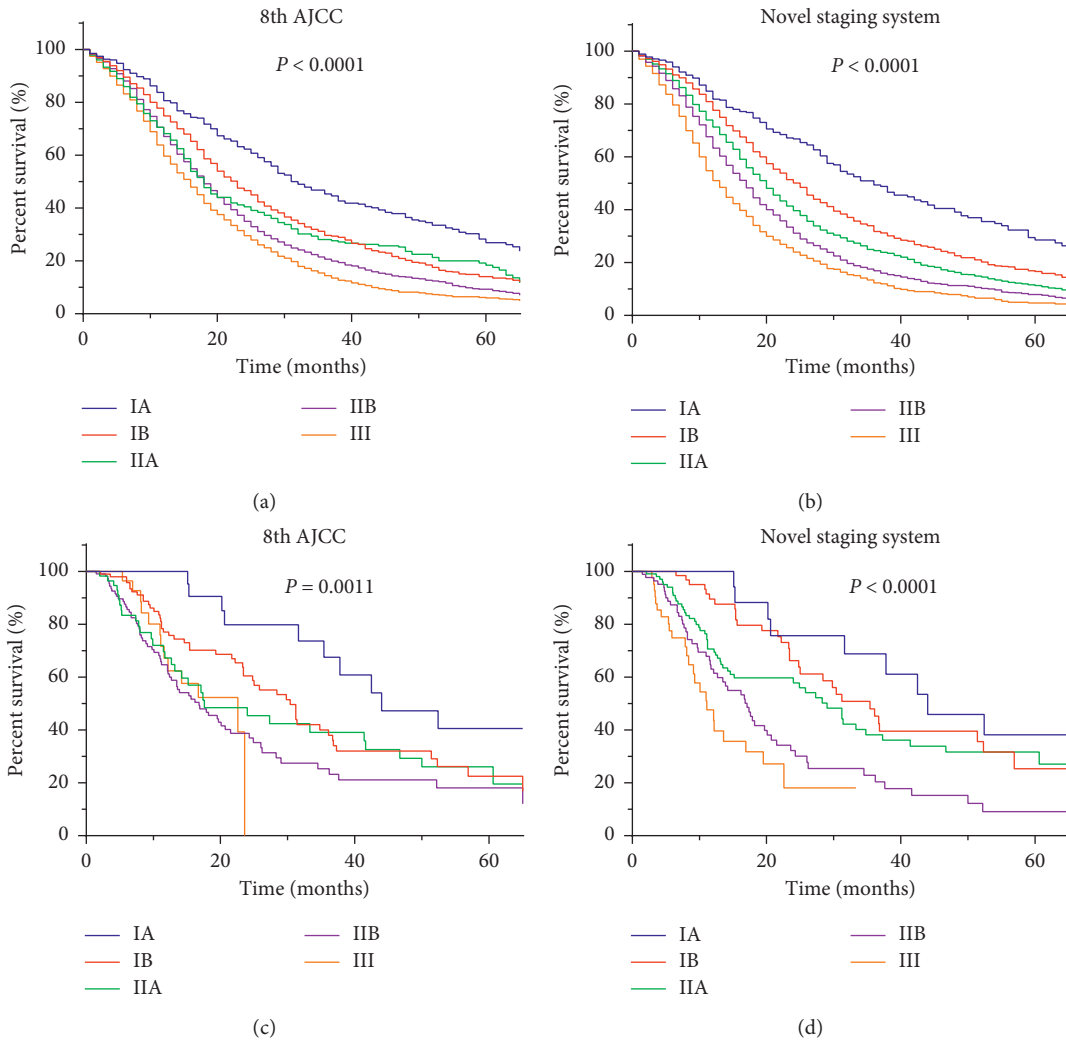 8th AJCC
P < 0.0001
Percent survival (%)
100
80
60
40
20
0
0 20 40 60
Time (months)
IA IIB
IB III
IIA
(a)
Novel staging system
P < 0.0001
Percent survival (%)
100
80
60
40
20
0
0 20 40 60
Time (months)
IA IIB
IB III
IIA
(b)
8th AJCC
P = 0.0011
Percent survival (%)
100
80
60
40
20
0
0 20 40 60
Time (months)
IA IIB
IB III
IIA
(c)
Novel staging system
P < 0.0001
Percent survival (%)
100
80
60
40
20
0
0 20 40 60
Time (months)
IA IIB
IB III
IIA
(d)